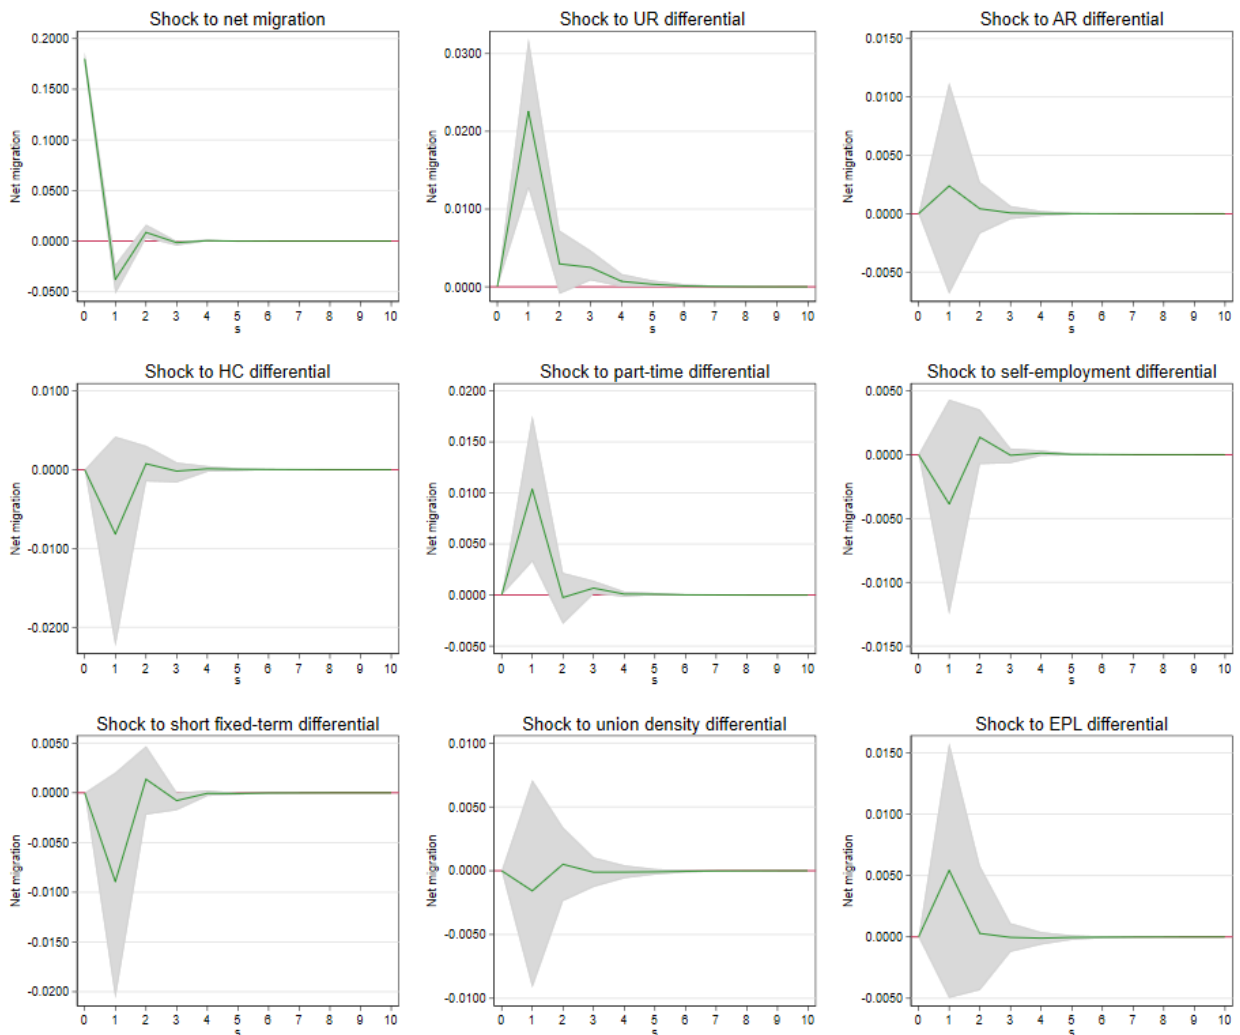 Shock to net migration
0.2000
0.1500
0.1000
0.0500
0.0000
-0.0500
Net migration
0 1 2 3 4 5 6 7 8 9 10
s
Shock to UR differential
0.0300
0.0200
0.0100
0.0000
Net migration
0 1 2 3 4 5 6 7 8 9 10
s
Shock to AR differential
0.0150
0.0100
0.0050
0.0000
-0.0050
Net migration
0 1 2 3 4 5 6 7 8 9 10
s
Shock to HC differential
0.0100
0.0000
-0.0100
-0.0200
Net migration
0 1 2 3 4 5 6 7 8 9 10
s
Shock to part-time differential
0.0200
0.0150
0.0100
0.0050
0.0000
-0.0050
Net migration
0 1 2 3 4 5 6 7 8 9 10
s
Shock to self-employment differential
0.0050
0.0000
-0.0050
-0.0100
-0.0150
Net migration
0 1 2 3 4 5 6 7 8 9 10
s
Shock to short fixed-term differential
0.0050
0.0000
-0.0050
-0.0100
-0.0150
-0.0200
Net migration
0 1 2 3 4 5 6 7 8 9 10
s
Shock to union density differential
0.0100
0.0050
0.0000
-0.0050
-0.0100
Net migration
0 1 2 3 4 5 6 7 8 9 10
s
Shock to EPL differential
0.0150
0.0100
0.0050
0.0000
-0.0050
Net migration
0 1 2 3 4 5 6 7 8 9 10
s